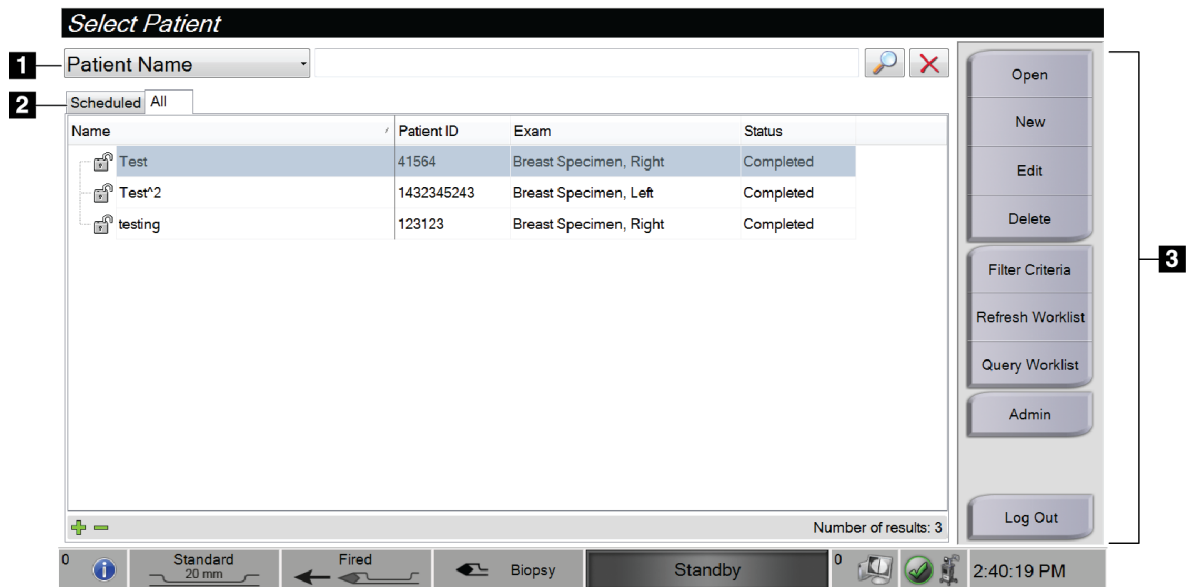 Select Patient
1
Patient Name
2
Scheduled All
Name Patient ID Exam Status
Test 41564 Breast Specimen, Right Completed
Test^2 1432345243 Breast Specimen, Left Completed
testing 123123 Breast Specimen, Right Completed
Number of results: 3
Open
New
Edit
Delete
Filter Criteria
Refresh Worklist
Query Worklist
Admin
Log Out
3
0 Standard 20 mm Fired Biopsy Standby 0 2:40:19 PM